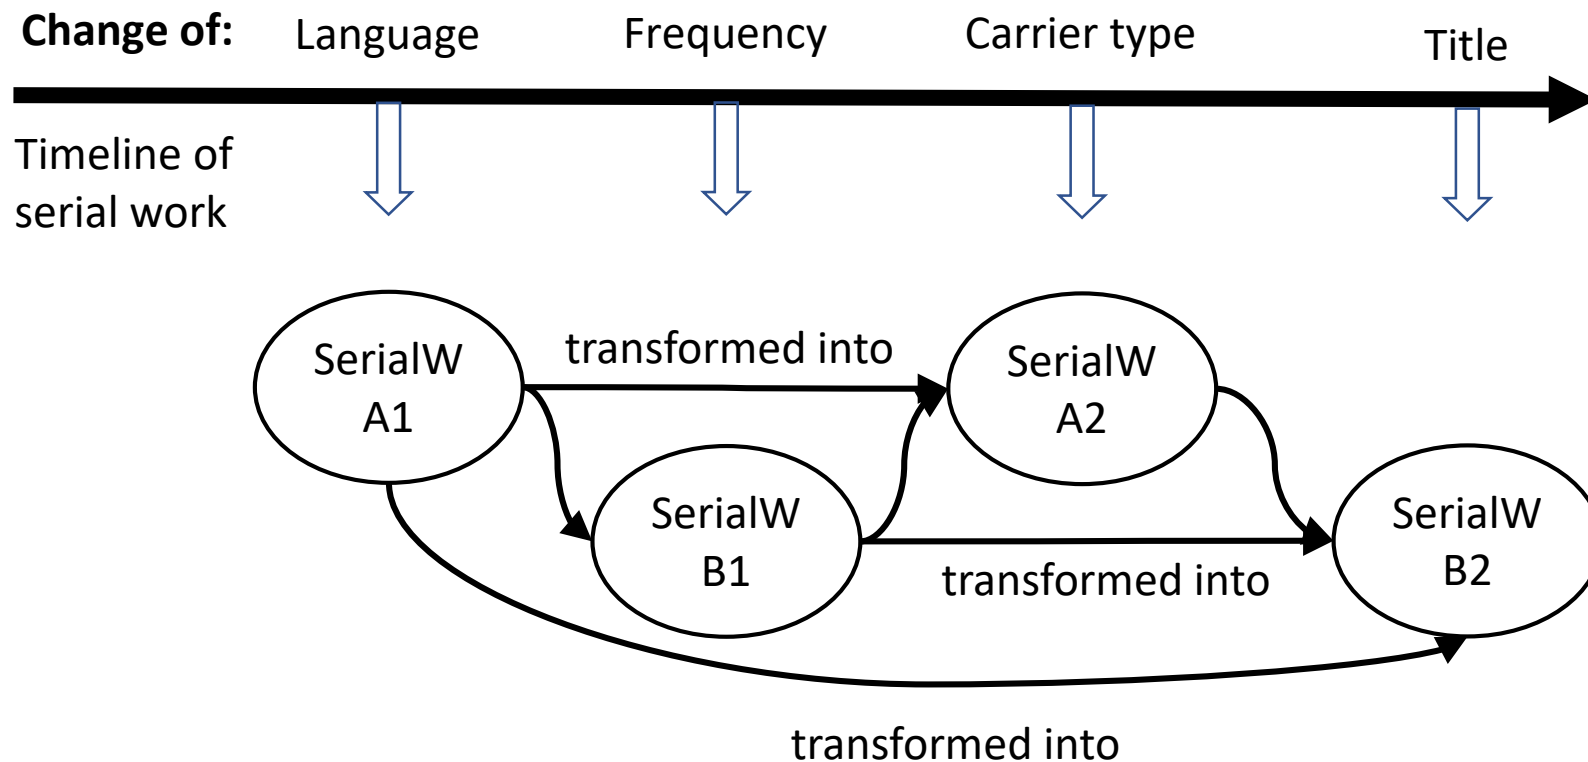 Change of:
Language
Frequency
Carrier type
Title
Timeline of
serial work
SerialW
A1
transformed into
SerialW
A2
SerialW
B1
transformed into
SerialW
B2
transformed into